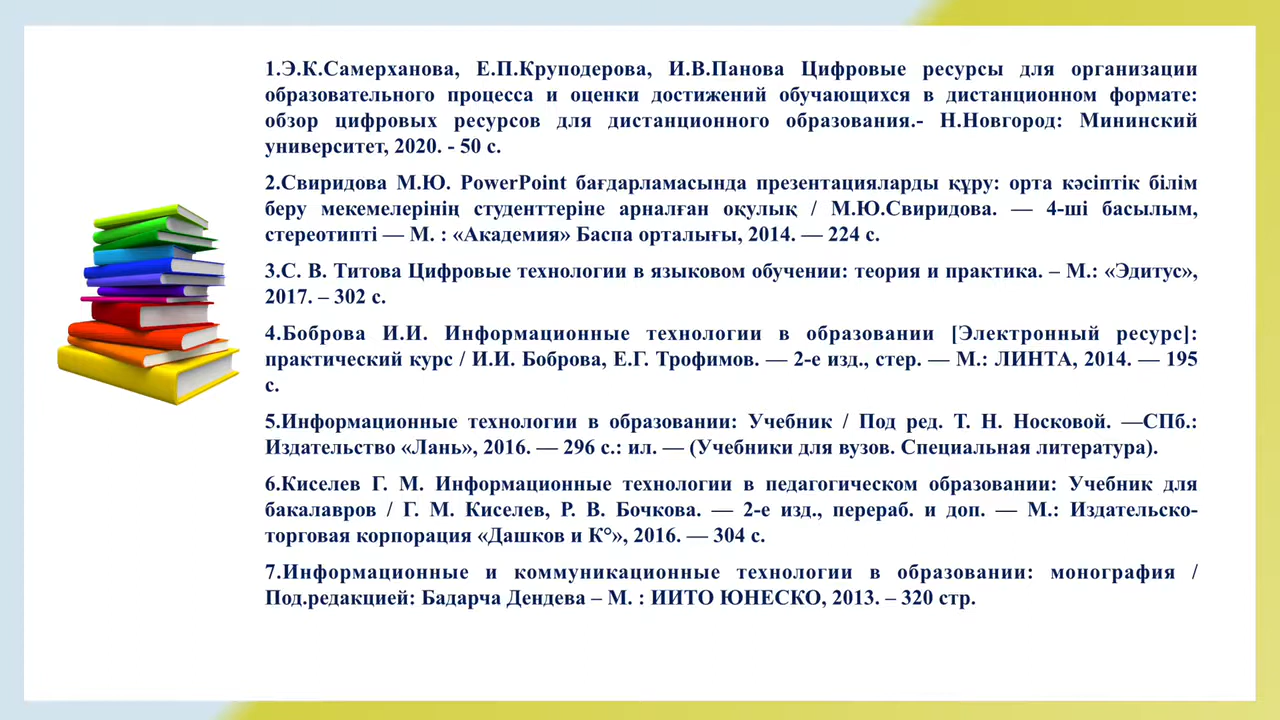 1.Э.К.Самерханова, Е.П.Круподерова, И.В.Панова Цифровые ресурсы для организации
образовательного процесса и оценки достижений обучающихся в дистанционном формате:
обзор цифровых ресурсов для дистанционного образования.- Н.Новгород: Мининский
университет, 2020. - 50 с.
2.Свиридова М.Ю. PowerPoint бағдарламасында презентацияларды құру: орта кәсіптік білім
беру мекемелерінің студенттеріне арналған оқулық / М.Ю.Свиридова. — 4-ші басылым,
стереотипті — М. : «Академия» Баспа орталығы, 2014. — 224 с.
3.С. В. Титова Цифровые технологии в языковом обучении: теория и практика. – М.: «Эдитус»,
2017. – 302 с.
4.Боброва И.И. Информационные технологии в образовании [Электронный ресурс]:
практический курс / И.И. Боброва, Е.Г. Трофимов. — 2-е изд., стер. — М.: ЛИНТА, 2014. — 195
с.
5.Информационные технологии в образовании: Учебник / Под ред. Т. Н. Носковой. —СПб.:
Издательство «Лань», 2016. — 296 с.: ил. — (Учебники для вузов. Специальная литература).
6.Киселев Г. М. Информационные технологии в педагогическом образовании: Учебник для
бакалавров / Г. М. Киселев, Р. В. Бочкова. — 2-е изд., перераб. и доп. — М.: Издательско-
торговая корпорация «Дашков и К°», 2016. — 304 с.
7.Информационные и коммуникационные технологии в образовании: монография /
Под.редакцией: Бадарча Дендева – М. : ИИТО ЮНЕСКО, 2013. – 320 стр.